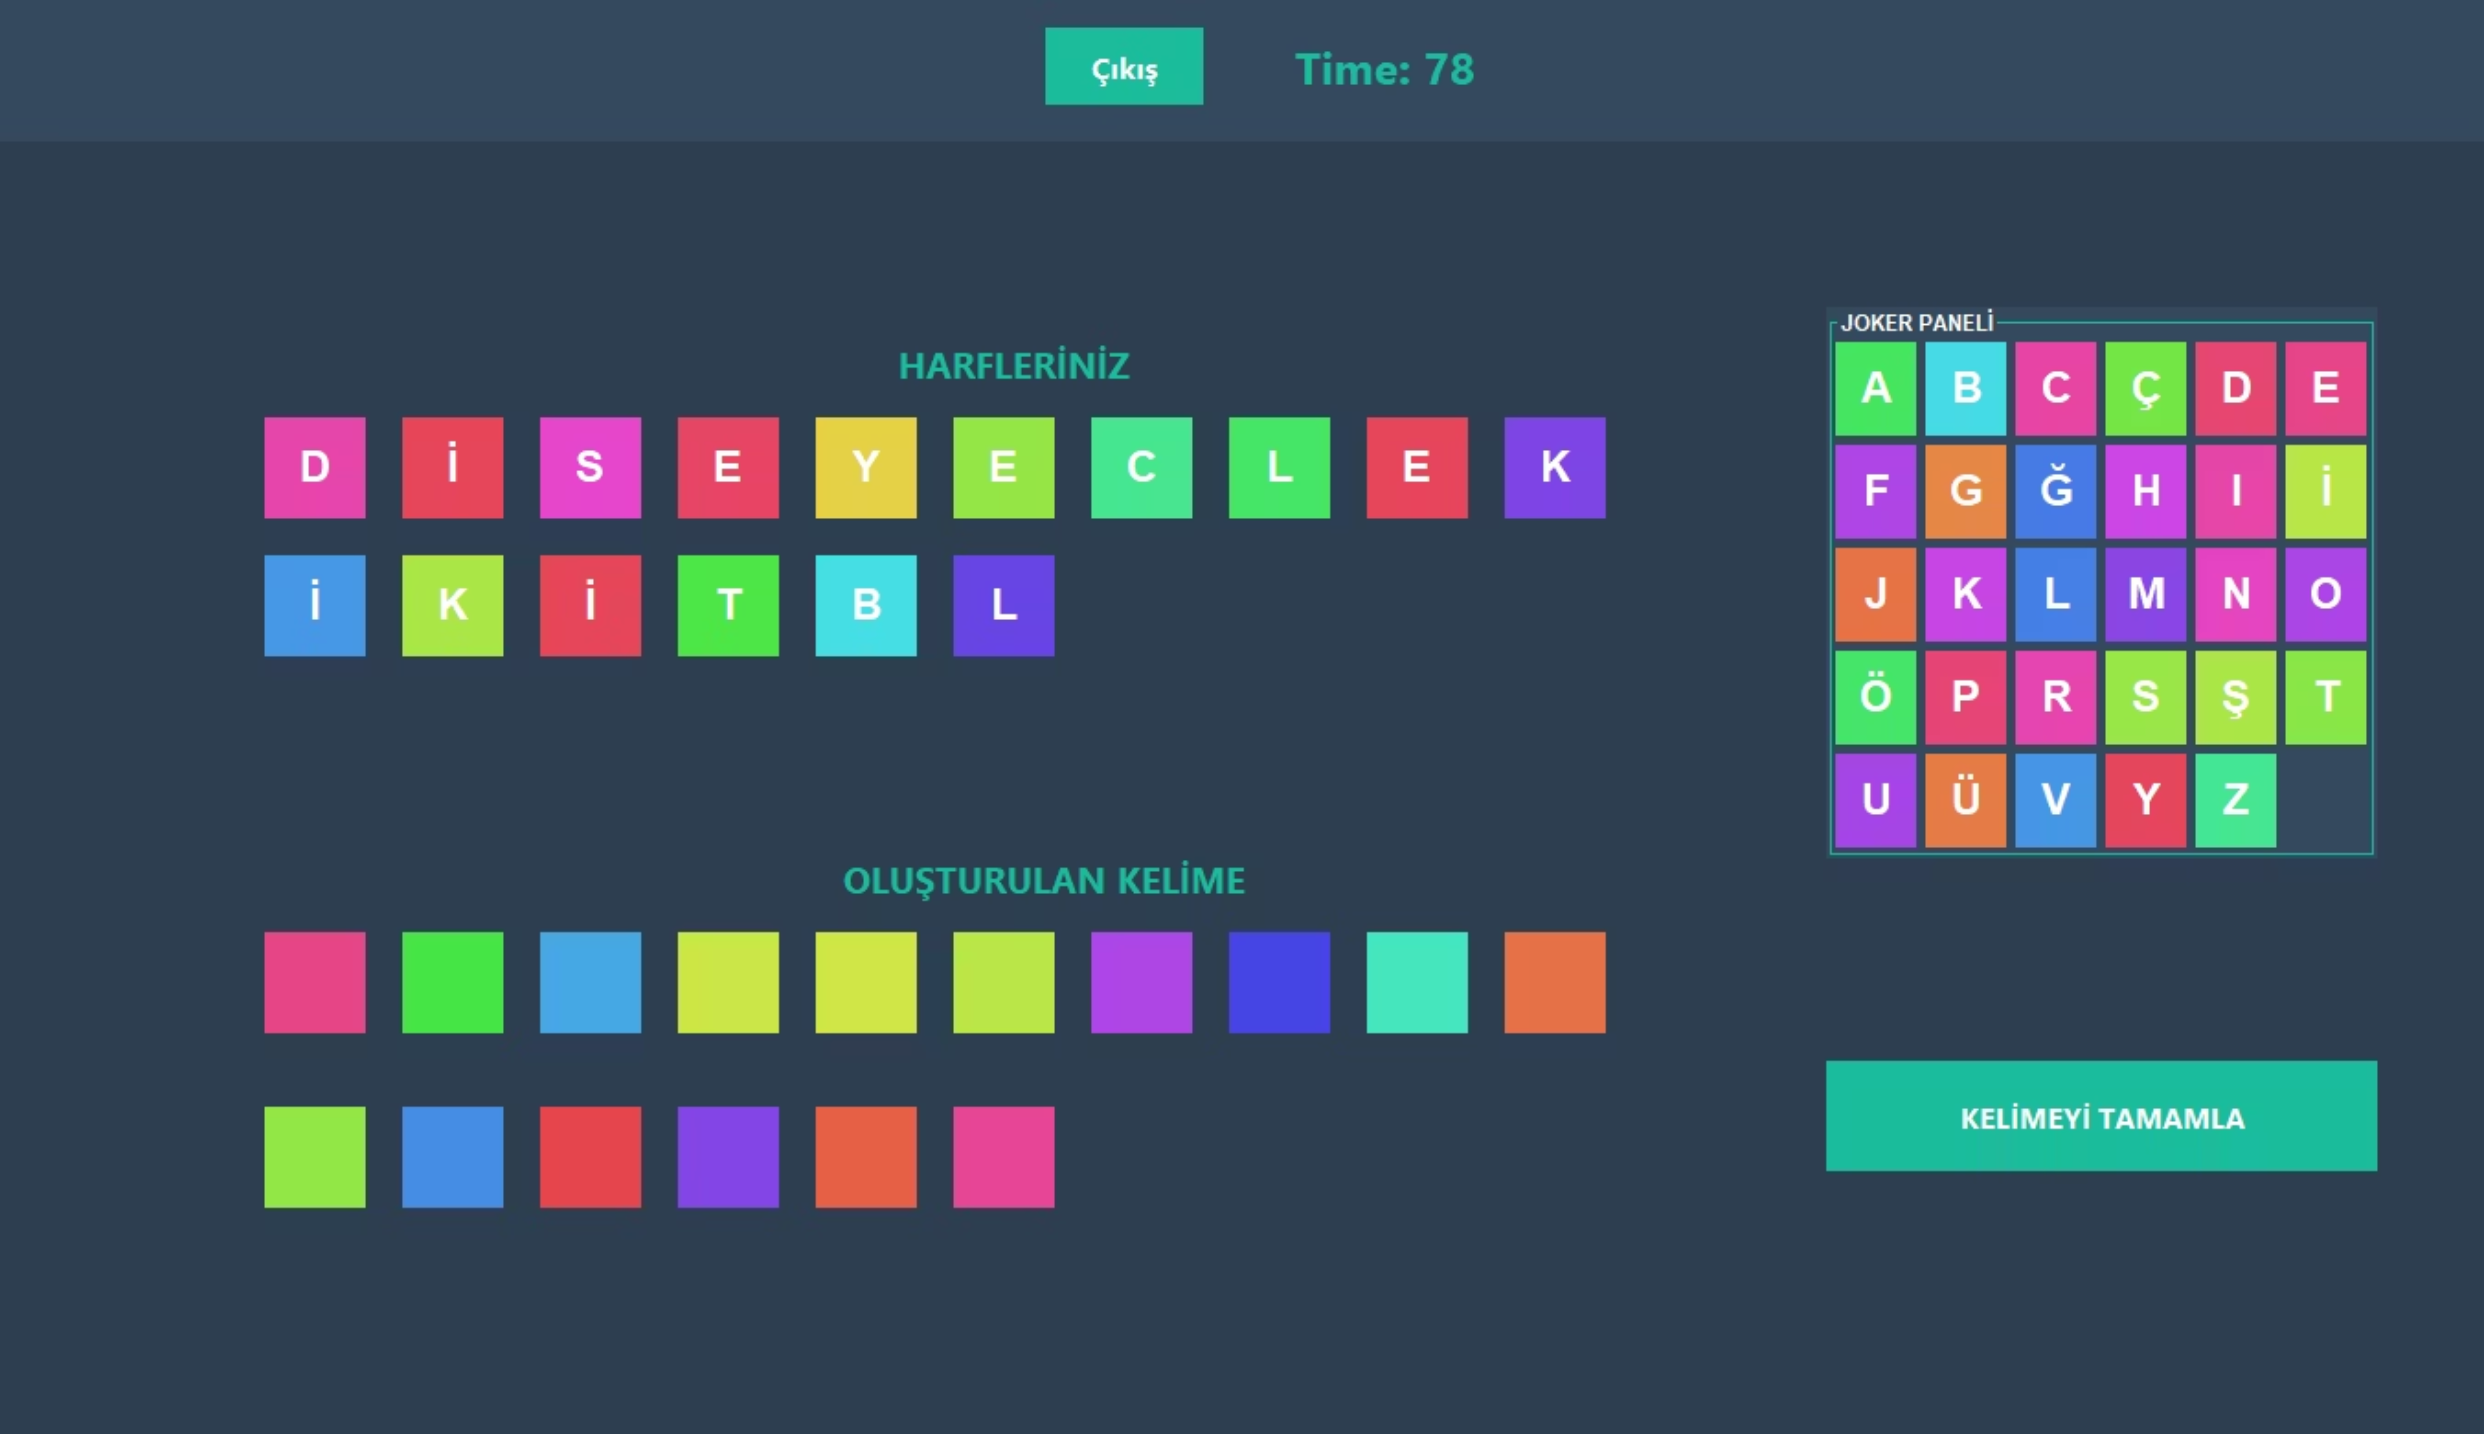 Çıkış Time: 78
HARFLERİNİZ
D İ S E Y E C L E K
İ K İ T B L
JOKER PANELİ
A B C Ç D E
F G Ğ H I İ
J K L M N O
Ö P R S Ş T
U Ü V Y Z
OLUŞTURULAN KELİME
KELİMEYİ TAMAMLA